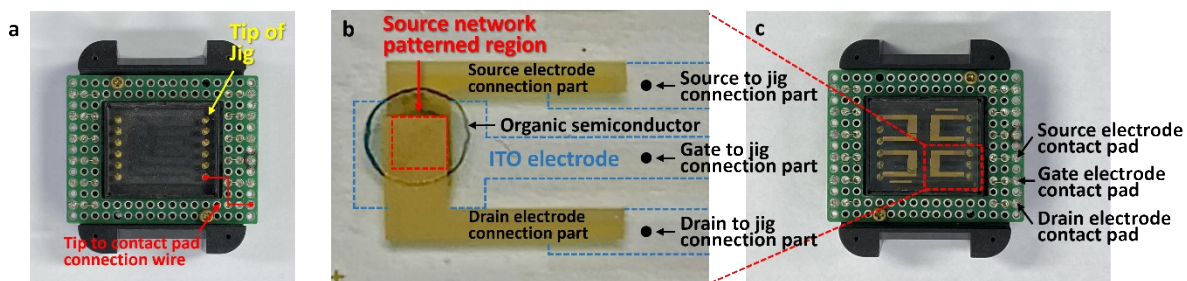 a
Tip of
Jig
Tip to contact pad
connection wire
b
Source network
patterned region
Source electrode
connection part
Source to jig
connection part
Organic semiconductor
ITO electrode
Gate to jig
connection part
Drain electrode
connection part
Drain to jig
connection part
c
Source electrode
contact pad
Gate electrode
contact pad
Drain electrode
contact pad